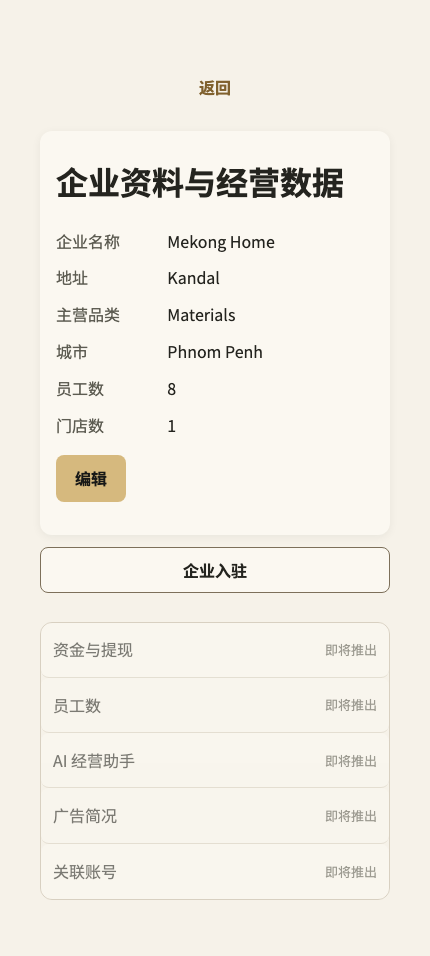 返回
企业资料与经营数据
企业名称 Mekong Home
地址 Kandal
主营品类 Materials
城市 Phnom Penh
员工数 8
门店数 1
编辑
企业入驻
资金与提现 即将推出
员工数 即将推出
AI 经营助手 即将推出
广告简况 即将推出
关联账号 即将推出